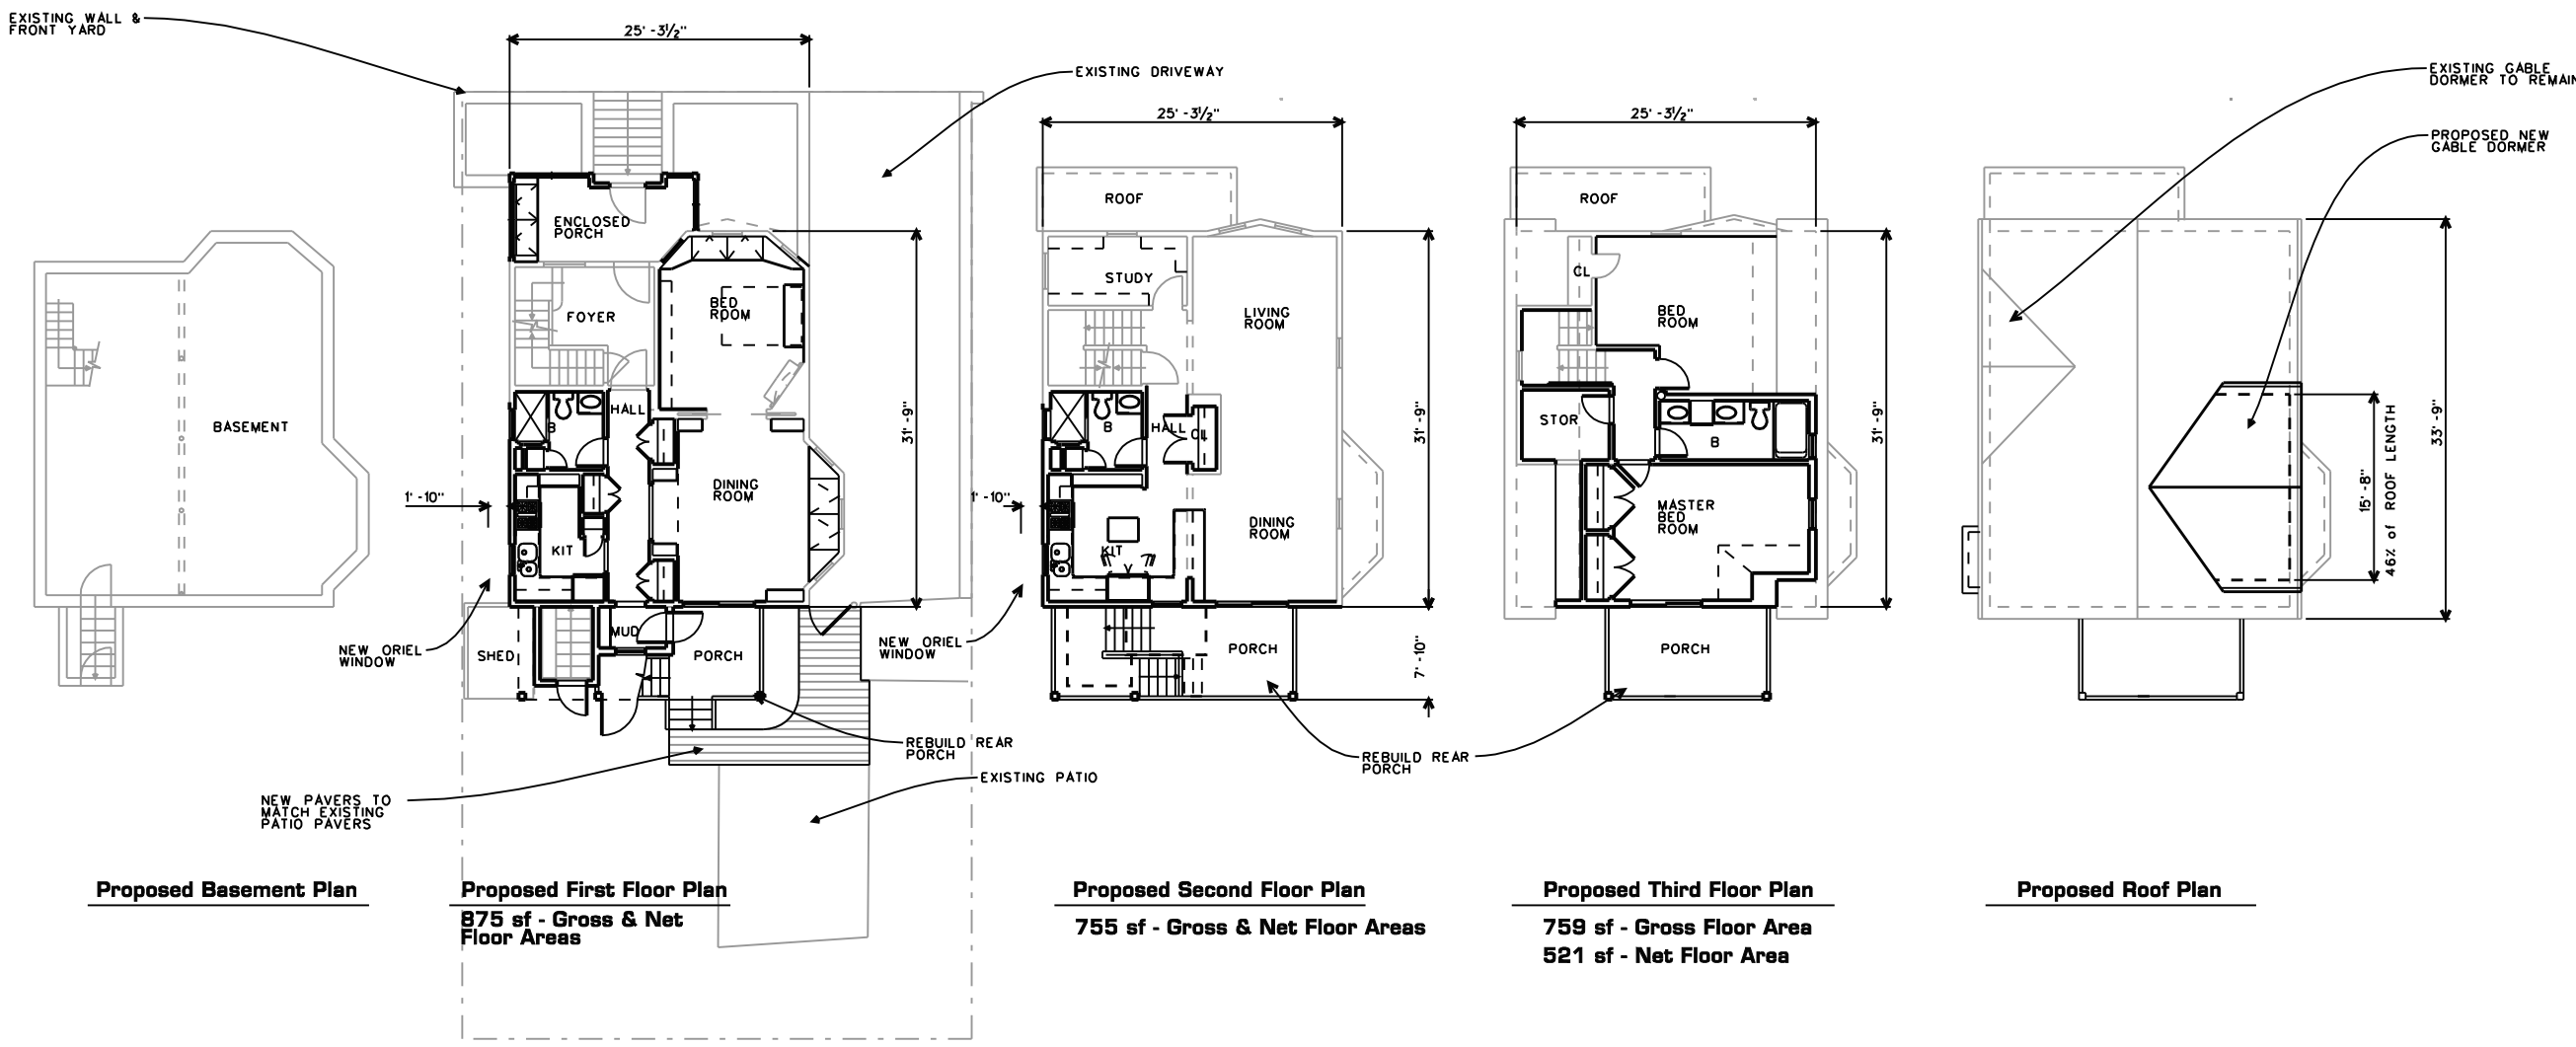 EXISTING WALL &
FRONT YARD
25' -3½"
EXISTING DRIVEWAY
ENCLOSED
PORCH
FOYER
BED
ROOM
31' -9"
BASEMENT
B
HALL
DINING
ROOM
1' -10"
KIT
NEW ORIEL
WINDOW
SHED
MUD
PORCH
REBUILD REAR
PORCH
EXISTING PATIO
NEW PAVERS TO
MATCH EXISTING
PATIO PAVERS
25' -3½"
ROOF
STUDY
LIVING
ROOM
31' -9"
B
HALL
CL
1' -10"
KIT
DINING
ROOM
NEW ORIEL
WINDOW
PORCH
7' -10"
REBUILD REAR
PORCH
25' -3½"
ROOF
CL
BED
ROOM
31' -9"
STOR
B
MASTER
BED
ROOM
PORCH
EXISTING GABLE
DORMER TO REMAIN
PROPOSED NEW
GABLE DORMER
15' -8"
46% of ROOF LENGTH
33' -9"
Proposed Basement Plan
Proposed First Floor Plan
875 sf - Gross & Net
Floor Areas
Proposed Second Floor Plan
755 sf - Gross & Net Floor Areas
Proposed Third Floor Plan
759 sf - Gross Floor Area
521 sf - Net Floor Area
Proposed Roof Plan